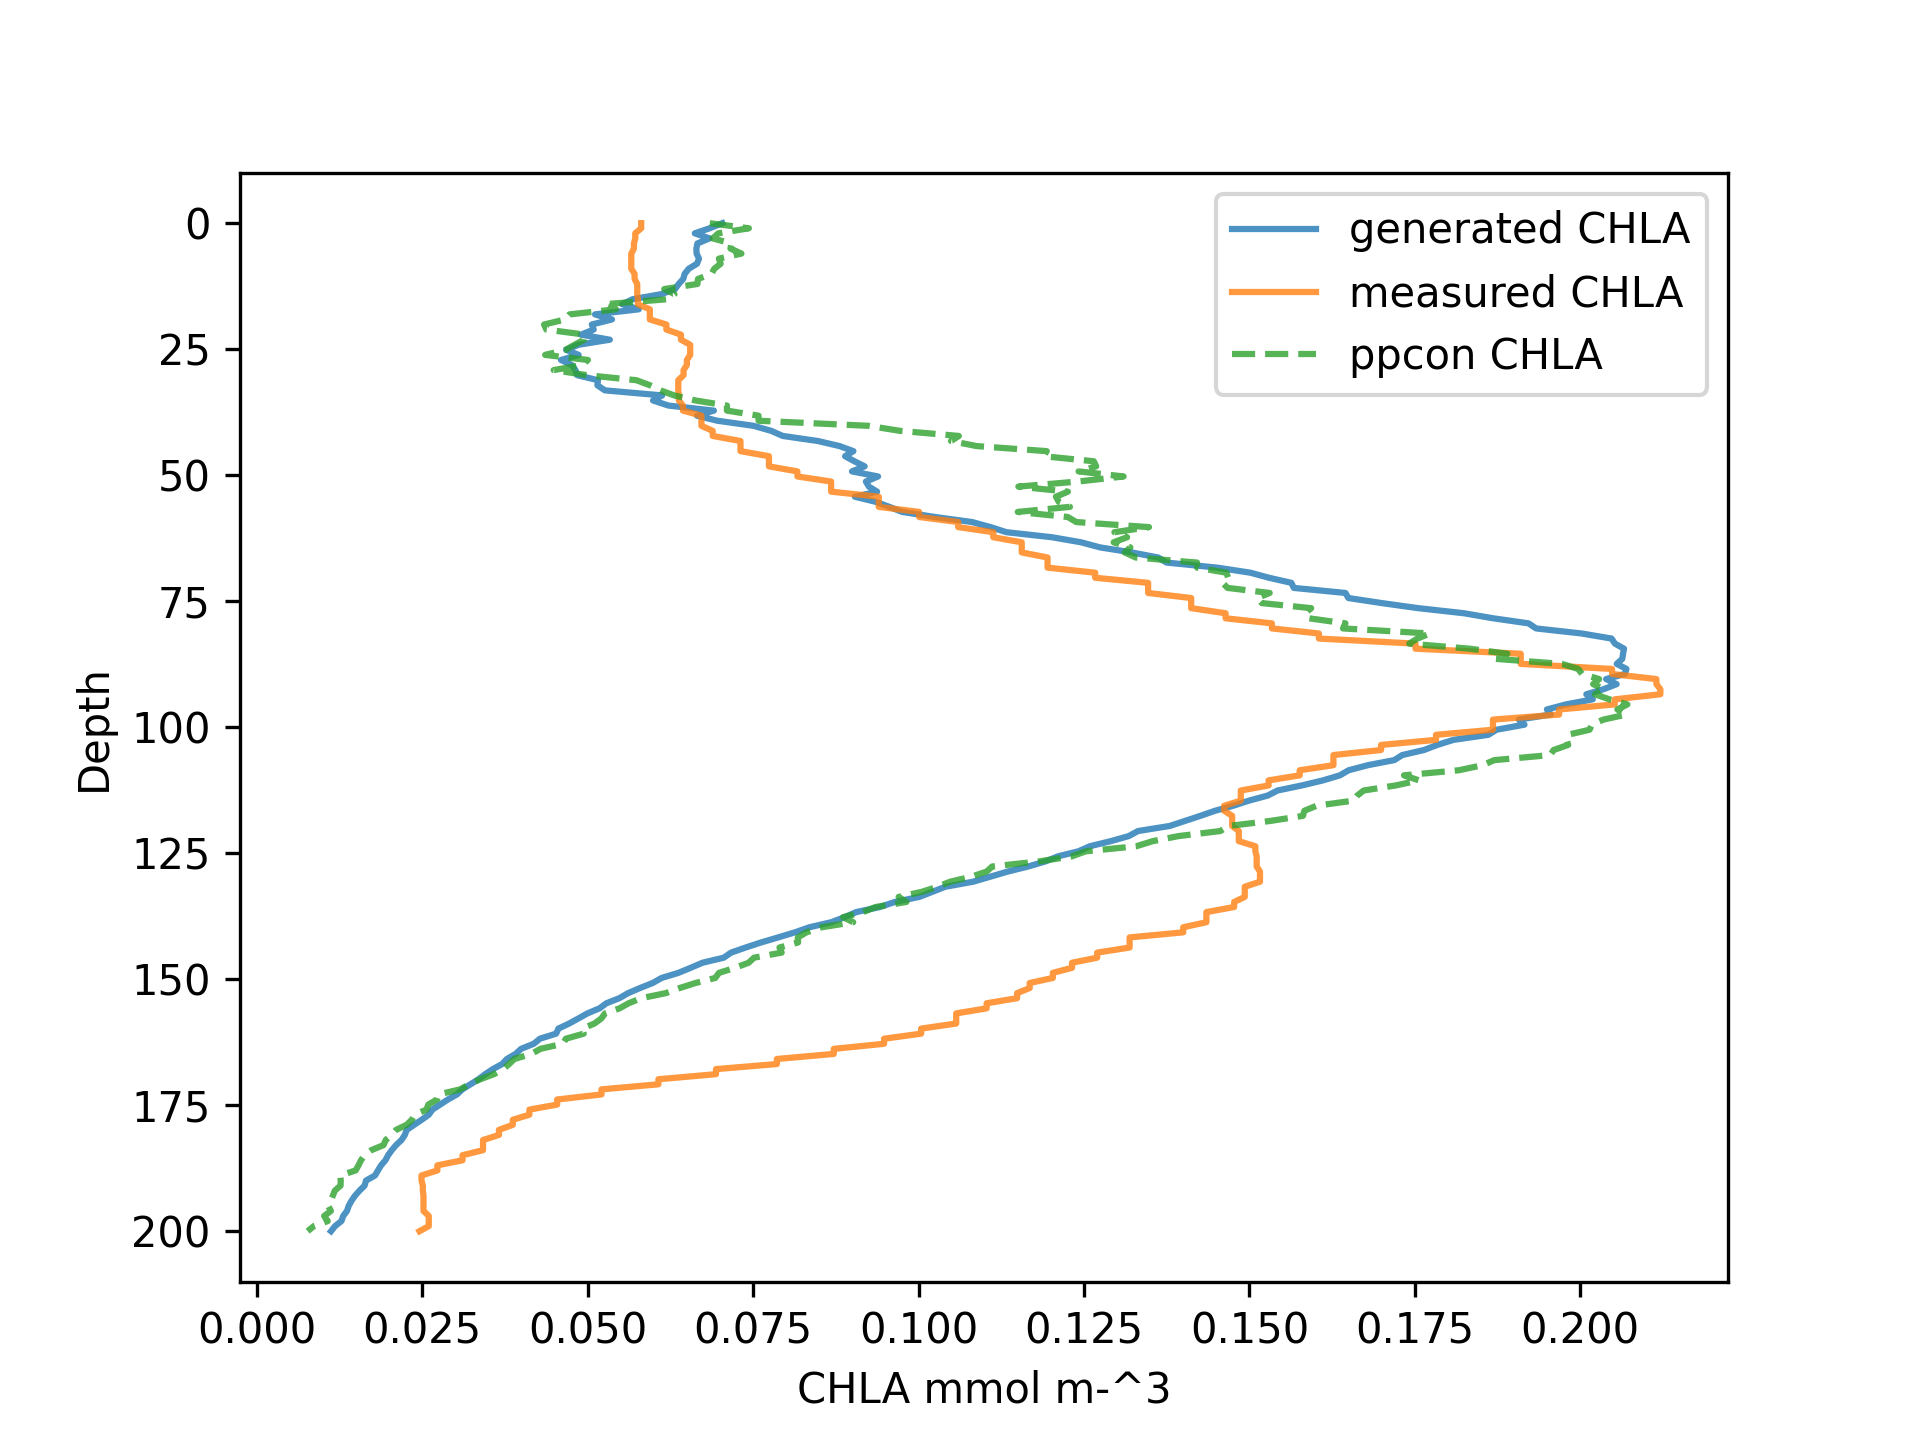 generated CHLA
measured CHLA
ppcon CHLA
0
25
50
75
100
125
150
175
200
Depth
0.000 0.025 0.050 0.075 0.100 0.125 0.150 0.175 0.200
CHLA mmol m-^3